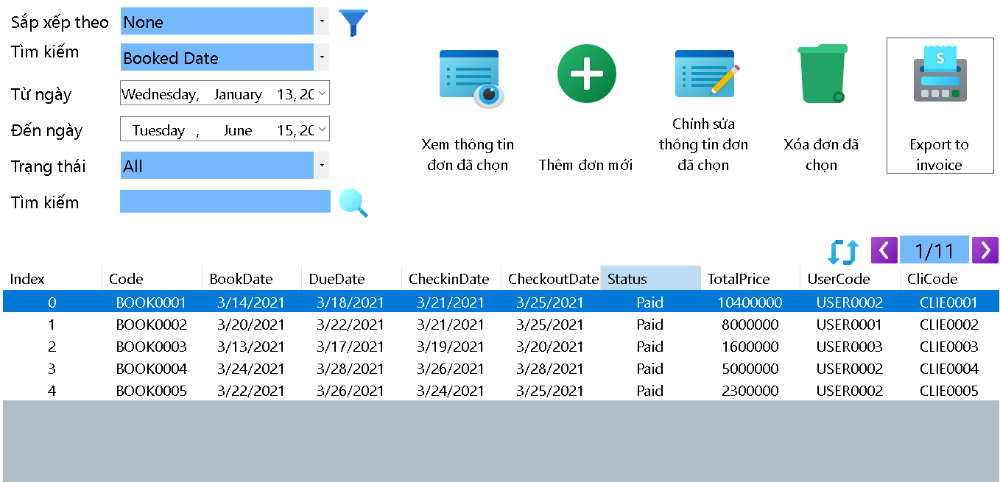 Sắp xếp theo None
Tìm kiếm Booked Date
Từ ngày Wednesday, January 13, 20
Đến ngày Tuesday , June 15, 20
Trạng thái All
Tìm kiếm
Xem thông tin
đơn đã chọn
Thêm đơn mới
Chỉnh sửa
thông tin đơn
đã chọn
Xóa đơn đã
chọn
$
Export to
invoice
1/11
Index Code BookDate DueDate CheckinDate CheckoutDate Status TotalPrice UserCode CliCode
0 BOOK0001 3/14/2021 3/18/2021 3/21/2021 3/25/2021 Paid 10400000 USER0002 CLIE0001
1 BOOK0002 3/20/2021 3/22/2021 3/21/2021 3/25/2021 Paid 8000000 USER0001 CLIE0002
2 BOOK0003 3/13/2021 3/17/2021 3/19/2021 3/20/2021 Paid 1600000 USER0003 CLIE0003
3 BOOK0004 3/24/2021 3/28/2021 3/26/2021 3/28/2021 Paid 5000000 USER0002 CLIE0004
4 BOOK0005 3/22/2021 3/26/2021 3/24/2021 3/25/2021 Paid 2300000 USER0002 CLIE0005